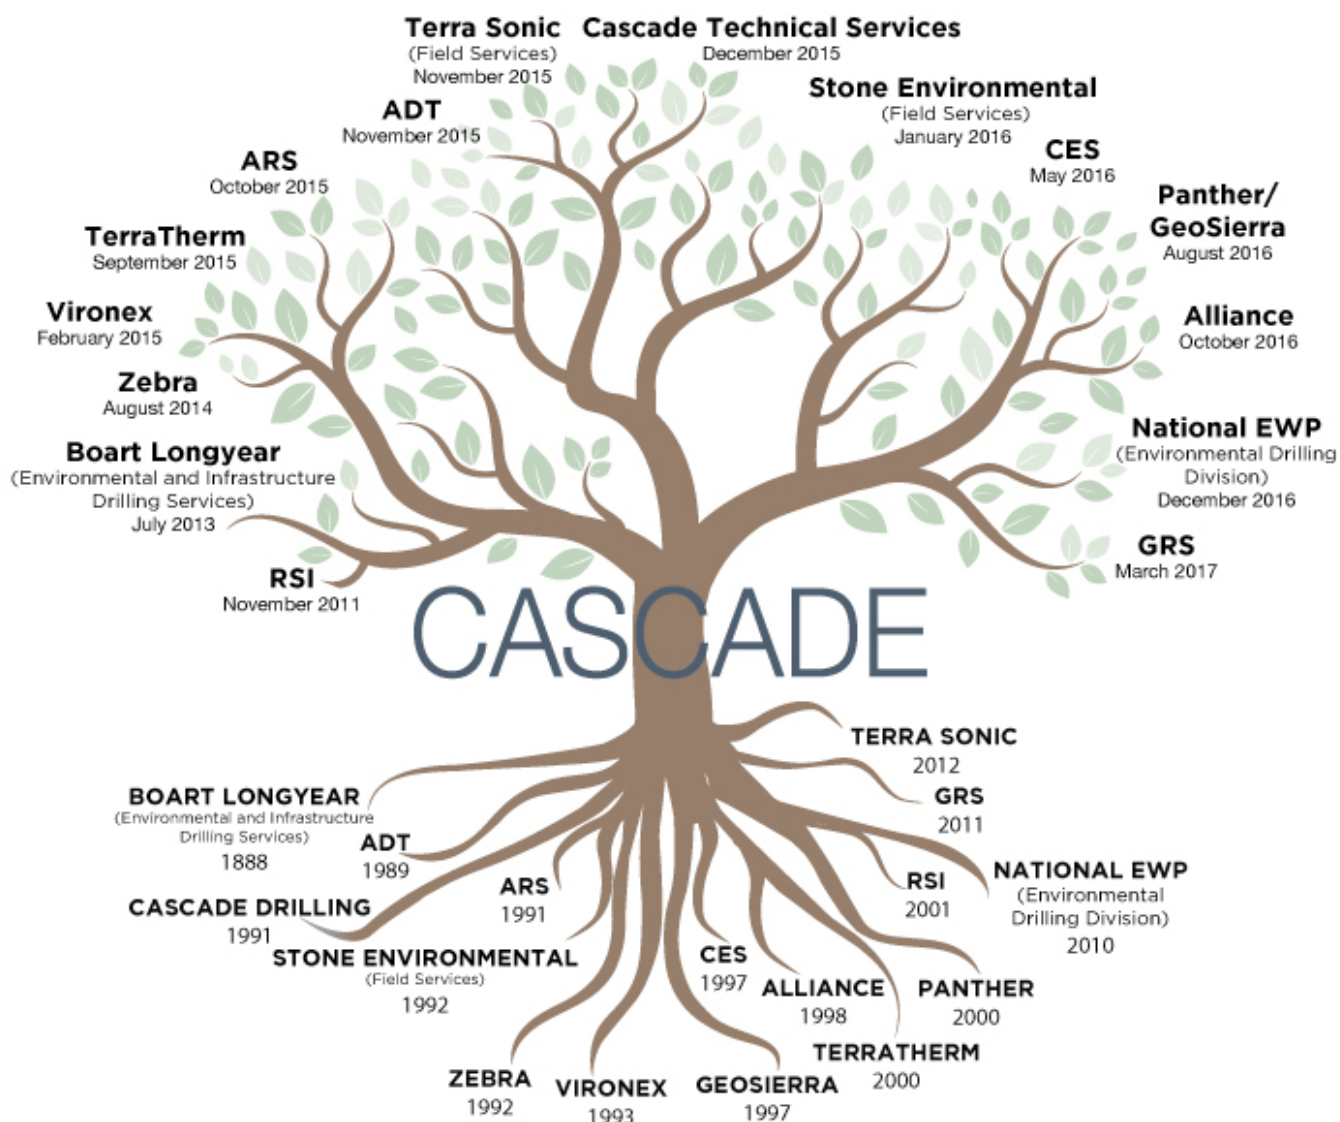 Terra Sonic
(Field Services)
November 2015
Cascade Technical Services
December 2015
Stone Environmental
(Field Services)
January 2016
ADT
November 2015
CES
May 2016
ARS
October 2015
Panther/
GeoSierra
August 2016
TerraTherm
September 2015
Vironex
February 2015
Alliance
October 2016
Zebra
August 2014
National EWP
(Environmental Drilling
Division)
December 2016
Boart Longyear
(Environmental and Infrastructure
Drilling Services)
July 2013
GRS
March 2017
RSI
November 2011
CASCADE
TERRA SONIC
2012
BOART LONGYEAR
(Environmental and Infrastructure
Drilling Services)
1888
GRS
2011
ADT
1989
NATIONAL EWP
(Environmental
Drilling Division)
2010
ARS
1991
RSI
2001
CASCADE DRILLING
1991
STONE ENVIRONMENTAL
(Field Services)
1992
CES
1997
ALLIANCE
1998
PANTHER
2000
TERRATHERM
2000
ZEBRA
1992
VIRONEX
1993
GEOSIERRA
1997